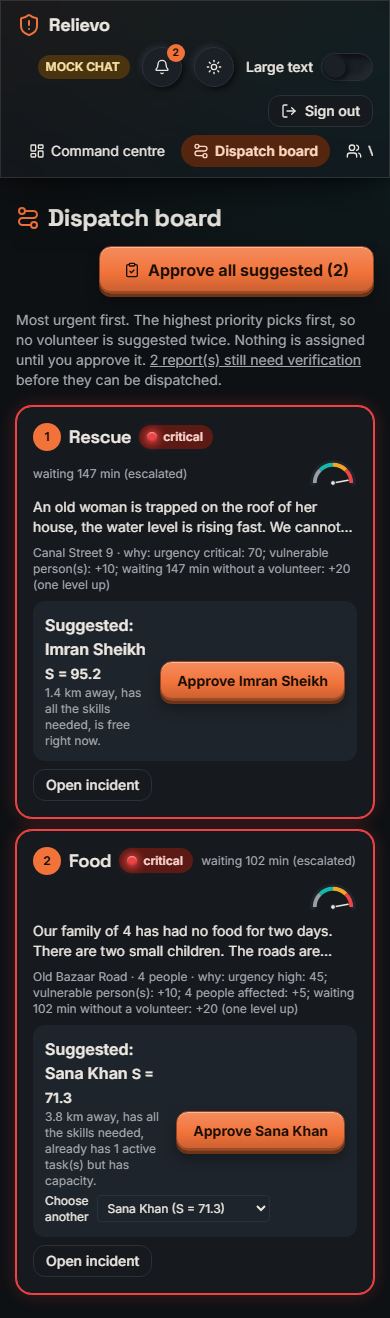 Relievo
MOCK CHAT
2
Large text
Sign out
Command centre
Dispatch board
Dispatch board
Approve all suggested (2)
Most urgent first. The highest priority picks first, so
no volunteer is suggested twice. Nothing is assigned
until you approve it. 2 report(s) still need verification
before they can be dispatched.
1 Rescue critical
waiting 147 min (escalated)
An old woman is trapped on the roof of her
house, the water level is rising fast. We cannot...
Canal Street 9 · why: urgency critical: 70; vulnerable
person(s): +10; waiting 147 min without a volunteer: +20
(one level up)
Suggested:
Imran Sheikh
S = 95.2
1.4 km away, has
all the skills
needed, is free
right now.
Approve Imran Sheikh
Open incident
2 Food critical waiting 102 min (escalated)
Our family of 4 has had no food for two days.
There are two small children. The roads are...
Old Bazaar Road · 4 people · why: urgency high: 45;
vulnerable person(s): +10; 4 people affected: +5; waiting
102 min without a volunteer: +20 (one level up)
Suggested:
Sana Khan S =
71.3
3.8 km away, has all
the skills needed,
already has 1 active
task(s) but has
capacity.
Approve Sana Khan
Choose
another
Sana Khan (S = 71.3)
Open incident